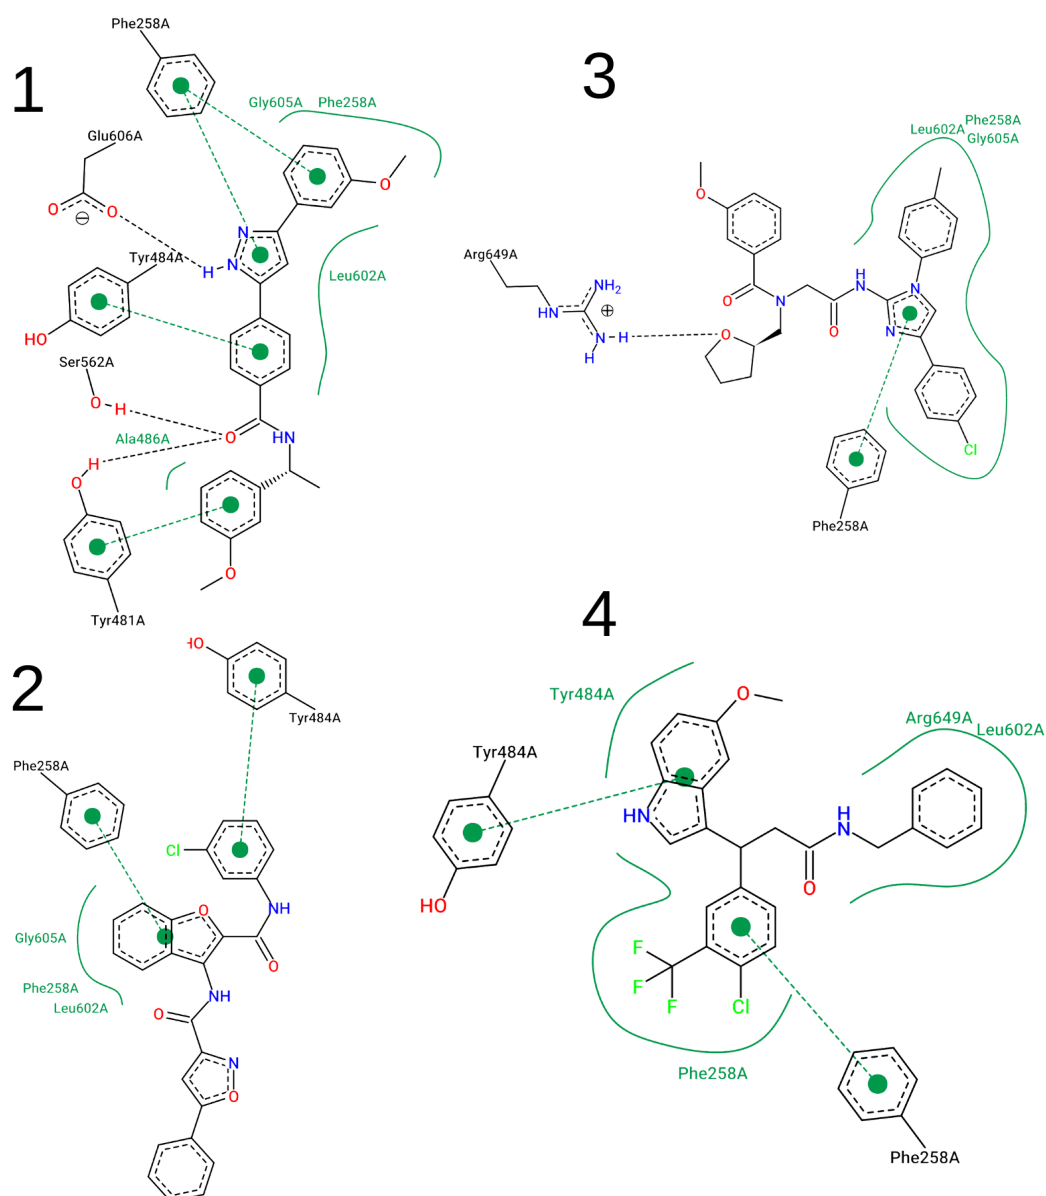 1
Phe258A
Gly605A Phe258A
Glu606A
O O
⊖
O
N
H N
Tyr484A
Leu602A
HO
Ser562A
O H
Ala486A
O HN
H
O
O
Tyr481A
2
HO
Tyr484A
Phe258A
Cl
O
NH
Gly605A
O
Phe258A
Leu602A
NH
O
N
O
3
Phe258A
Leu602A
Gly605A
O
Arg649A
NH2
HN
⊕
N H
H
O
N
O
H
N
O
N
N
Cl
Phe258A
4
Tyr484A
O
Arg649A
Leu602A
Tyr484A
HN
H
N
O
HO
F
F
F
Cl
Phe258A
Phe258A